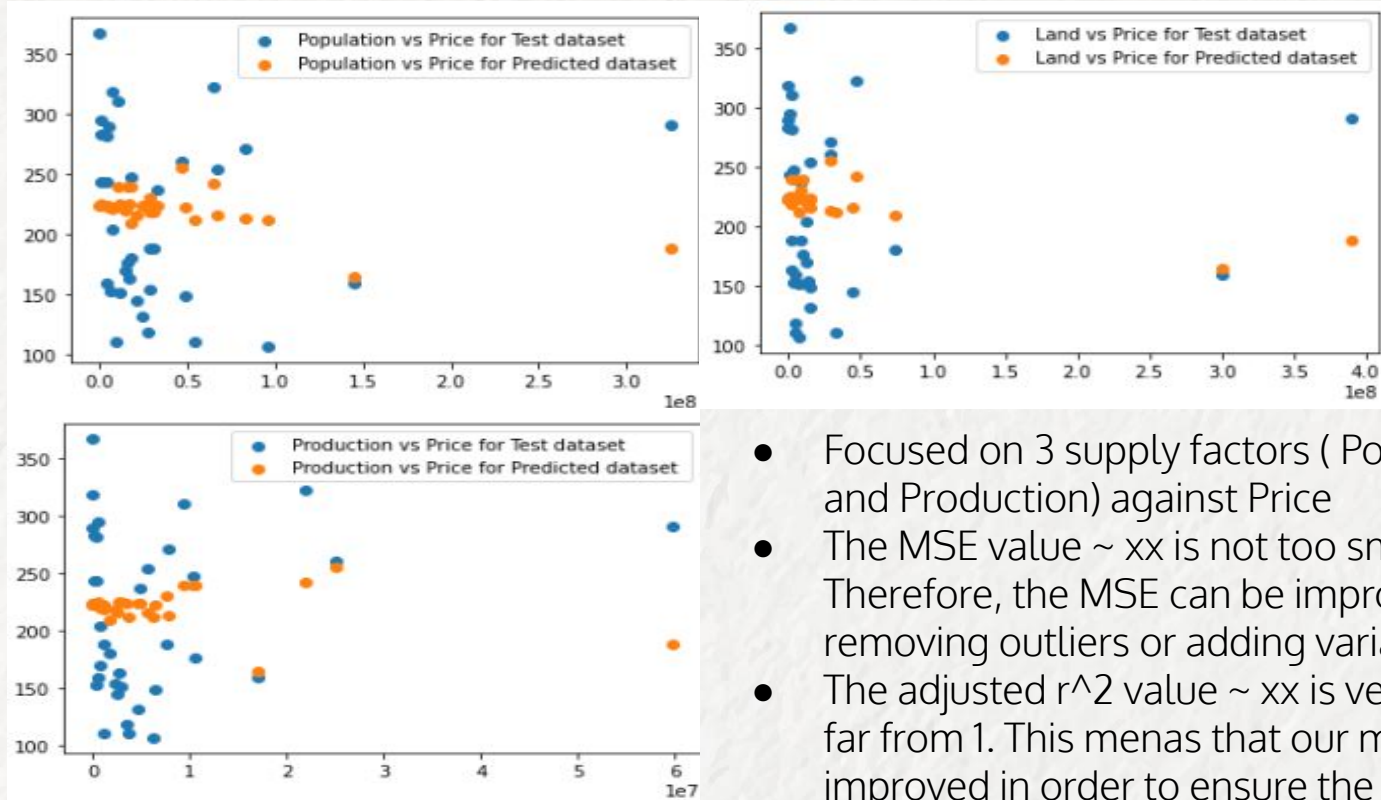 Population vs Price for Test dataset
Population vs Price for Predicted dataset
350
300
250
200
150
100
0.0 0.5 1.0 1.5 2.0 2.5 3.0
1e8
Land vs Price for Test dataset
Land vs Price for Predicted dataset
350
300
250
200
150
100
0.0 0.5 1.0 1.5 2.0 2.5 3.0 3.5 4.0
1e8
Production vs Price for Test dataset
Production vs Price for Predicted dataset
350
300
250
200
150
100
0 1 2 3 4 5 6
1e7
● Focused on 3 supply factors ( Po
and Production) against Price
● The MSE value ~ xx is not too sm
Therefore, the MSE can be impro
removing outliers or adding varia
● The adjusted r^2 value ~ xx is ve
far from 1. This menas that our m
improved in order to ensure the